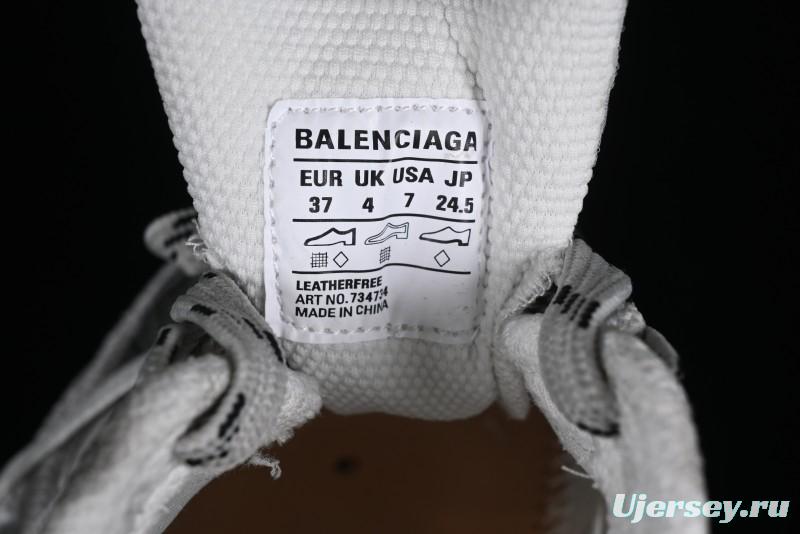 BALENCIAGA
EUR UK USA JP
37 4 7 24.5
LEATHERFREE
ART NO. 734734
MADE IN CHINA
Ujersey.ru